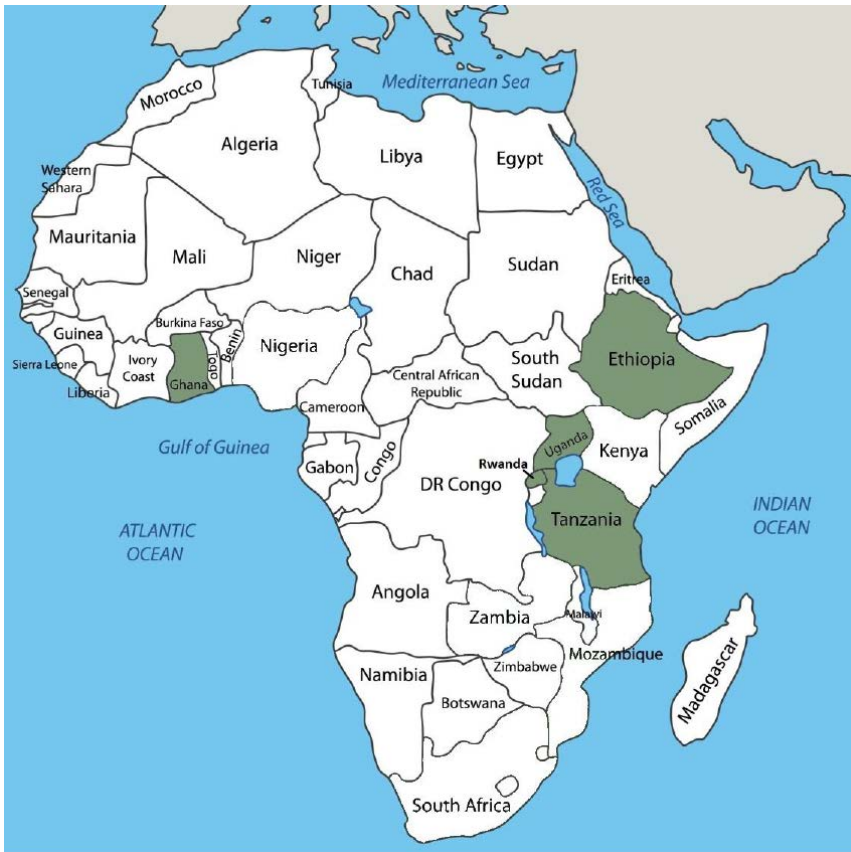 Mediterranean Sea
Tunisia
Morocco
Algeria
Libya
Egypt
Western
Sahara
Red Sea
Mauritania
Mali
Niger
Chad
Sudan
Eritrea
Senegal
Burkina Faso
Guinea
Benin
Togo
Nigeria
Ethiopia
South
Sudan
Sierra Leone
Ivory
Coast
Ghana
Liberia
Central African
Republic
Cameroon
Somalia
Gulf of Guinea
Uganda
Kenya
Gabon
Congo
Rwanda
DR Congo
Tanzania
INDIAN
OCEAN
ATLANTIC
OCEAN
Angola
Zambia
Malawi
Mozambique
Madagascar
Namibia
Zimbabwe
Botswana
South Africa